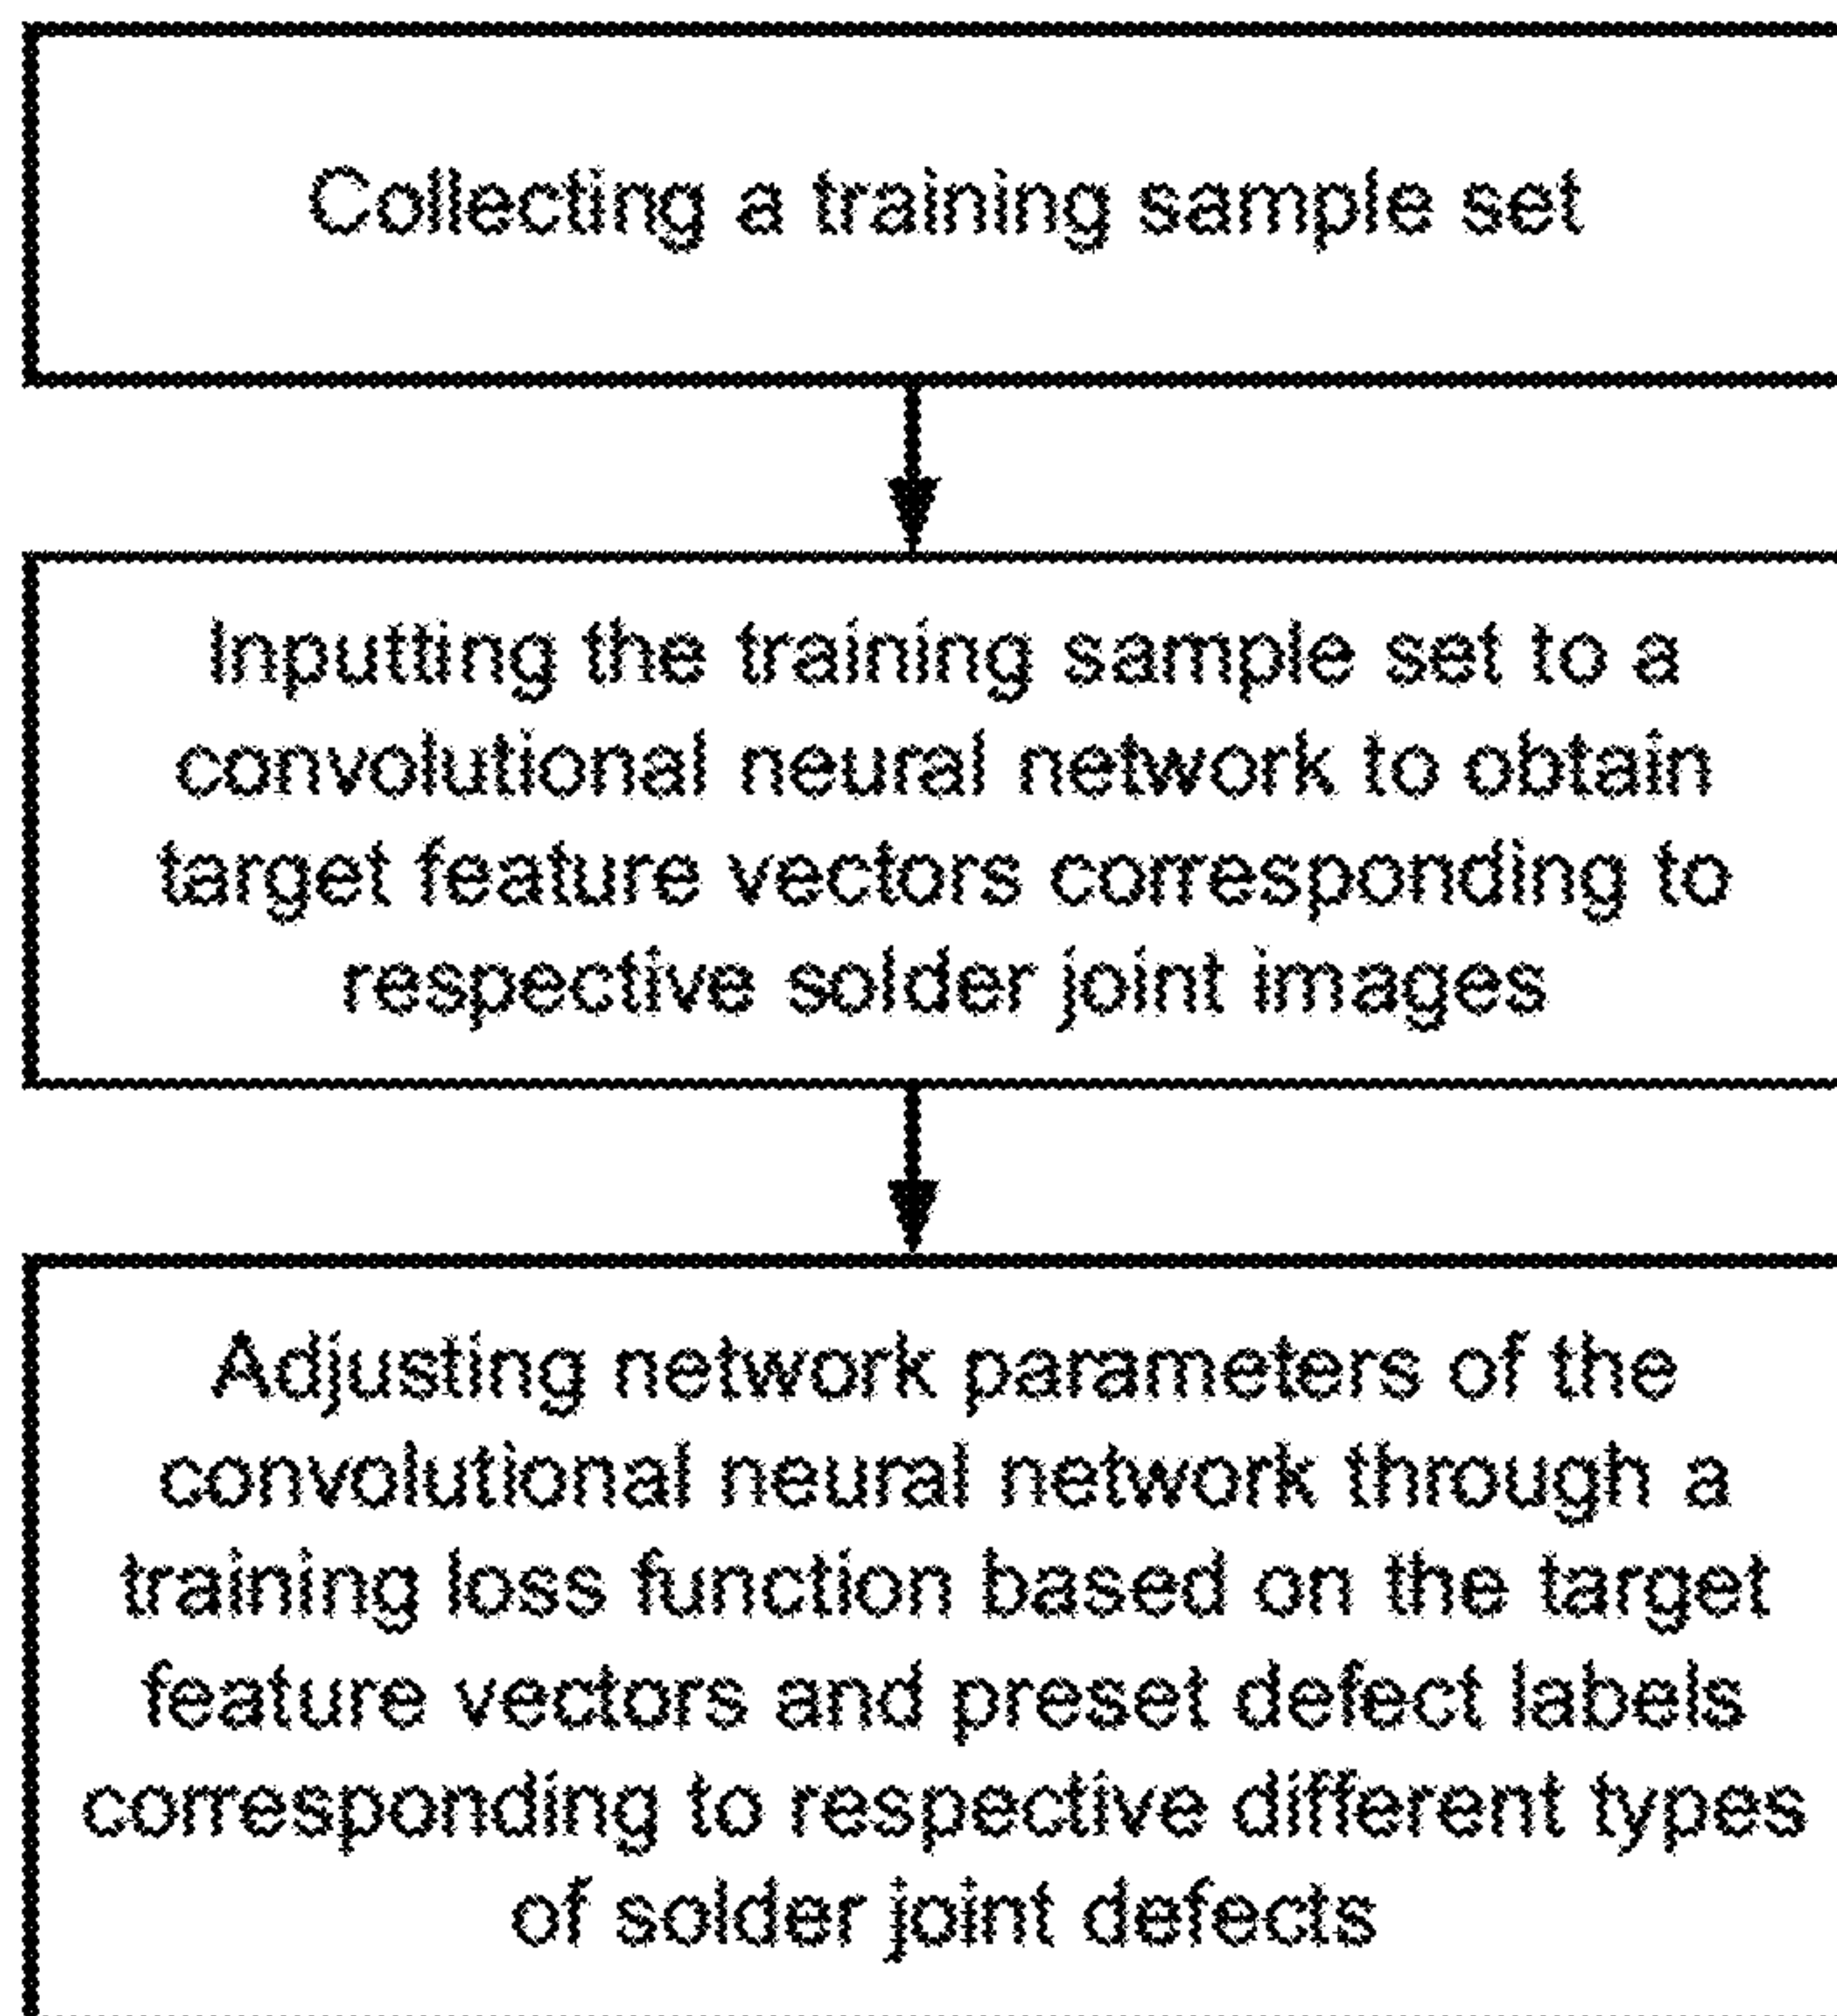 Collecting a training sample set
Inputting the training sample set to a
convolutional neural network to obtain
target feature vectors corresponding to
respective solder joint images
Adjusting network parameters of the
convolutional neural network through a
training loss function based on the target
feature vectors and preset defect labels
corresponding to respective different types
of solder joint defects